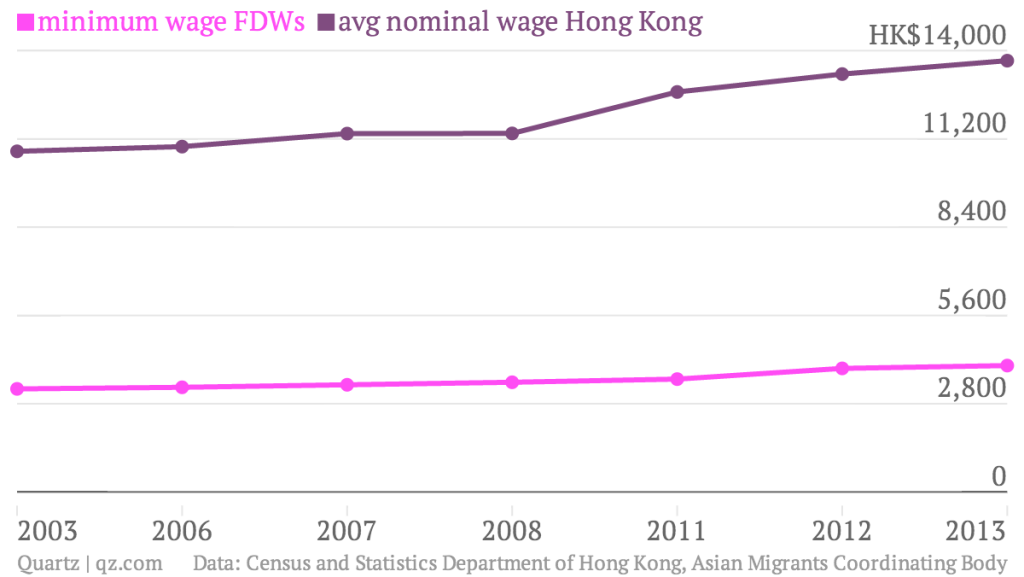 minimum wage FDWs avg nominal wage Hong Kong
HK$14,000
11,200
8,400
5,600
2,800
0
2003 2006 2007 2008 2011 2012 2013
Quartz | qz.com Data: Census and Statistics Department of Hong Kong, Asian Migrants Coordinating Body